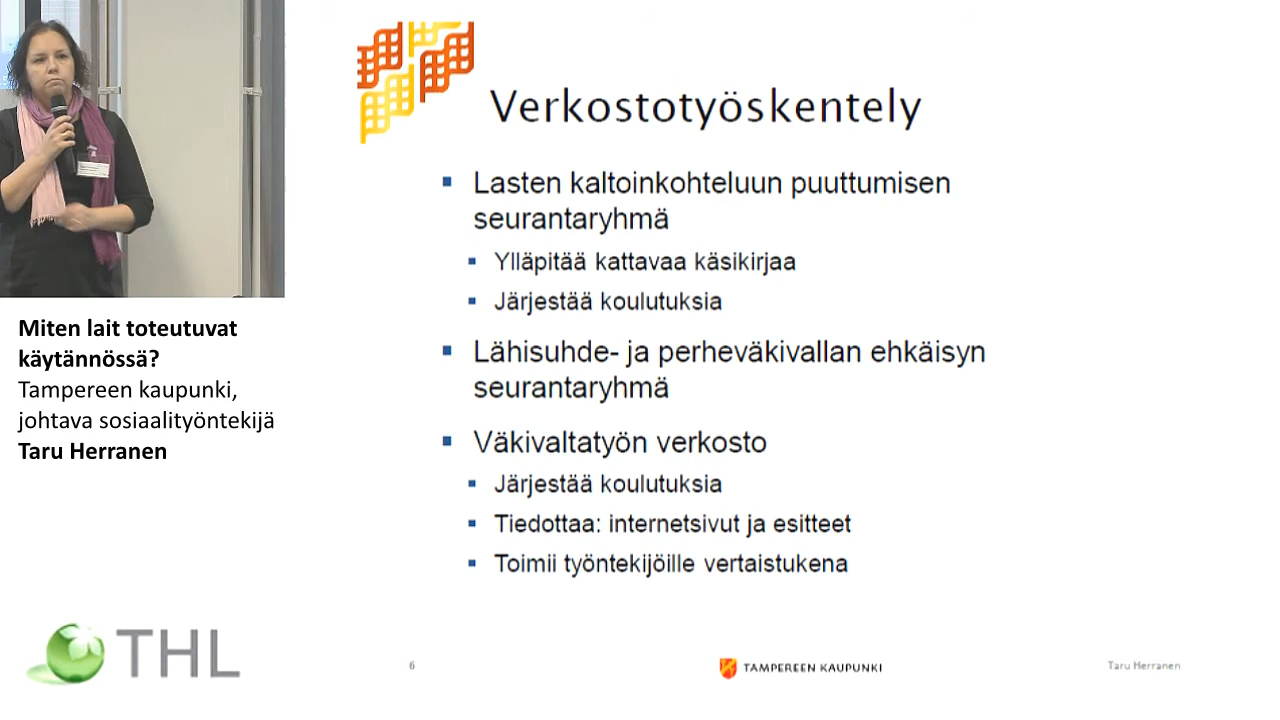 Verkostotyöskentely
Lasten kaltoinkohteluun puuttumisen
seurantaryhmä
Ylläpitää kattavaa käsikirjaa
Järjestää koulutuksia
Lähisuhde- ja perheväkivallan ehkäisyn
seurantaryhmä
Väkivaltatyön verkosto
Järjestää koulutuksia
Tiedottaa: internetsivut ja esitteet
Toimii työntekijöille vertaistukena
Miten lait toteutuvat
käytännössä?
Tampereen kaupunki,
johtava sosiaalityöntekijä
Taru Herranen
THL
6
TAMPEREEN KAUPUNKI
Taru Herranen